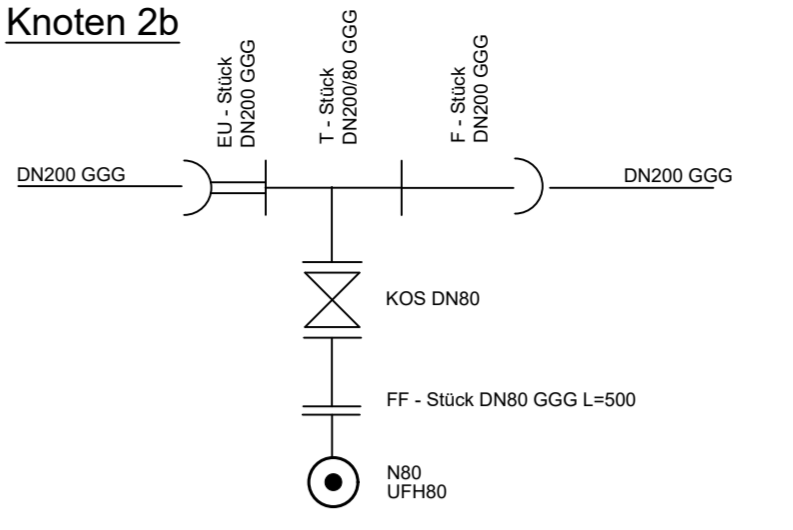 Knoten 2b
EU - Stück
DN200 GGG
T - Stück
DN200/80 GGG
F - Stück
DN200 GGG
DN200 GGG
DN200 GGG
KOS DN80
FF - Stück DN80 GGG L=500
N80
UFH80